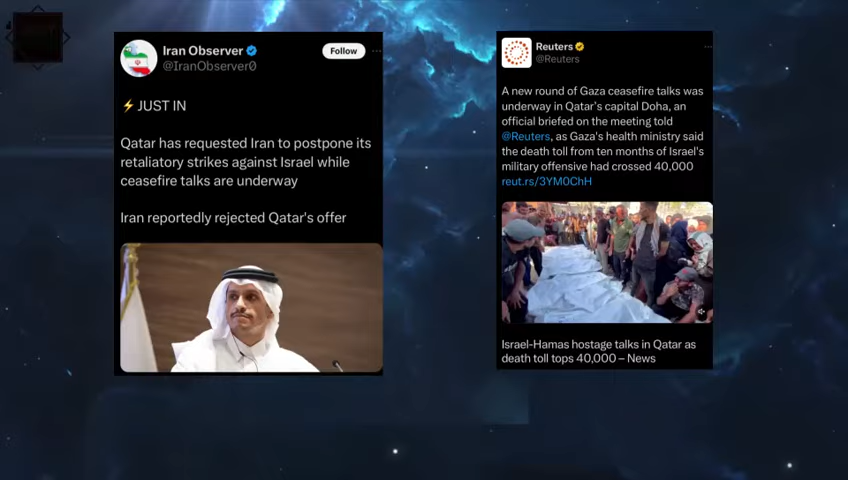 Iran Observer
@IranObserver0
Follow
⚡JUST IN
Qatar has requested Iran to postpone its
retaliatory strikes against Israel while
ceasefire talks are underway
Iran reportedly rejected Qatar's offer
Reuters
@Reuters
A new round of Gaza ceasefire talks was
underway in Qatar's capital Doha, an
official briefed on the meeting told
@Reuters, as Gaza's health ministry said
the death toll from ten months of Israel's
military offensive had crossed 40,000
reut.rs/3YM0ChH
Israel-Hamas hostage talks in Qatar as
death toll tops 40,000 – News